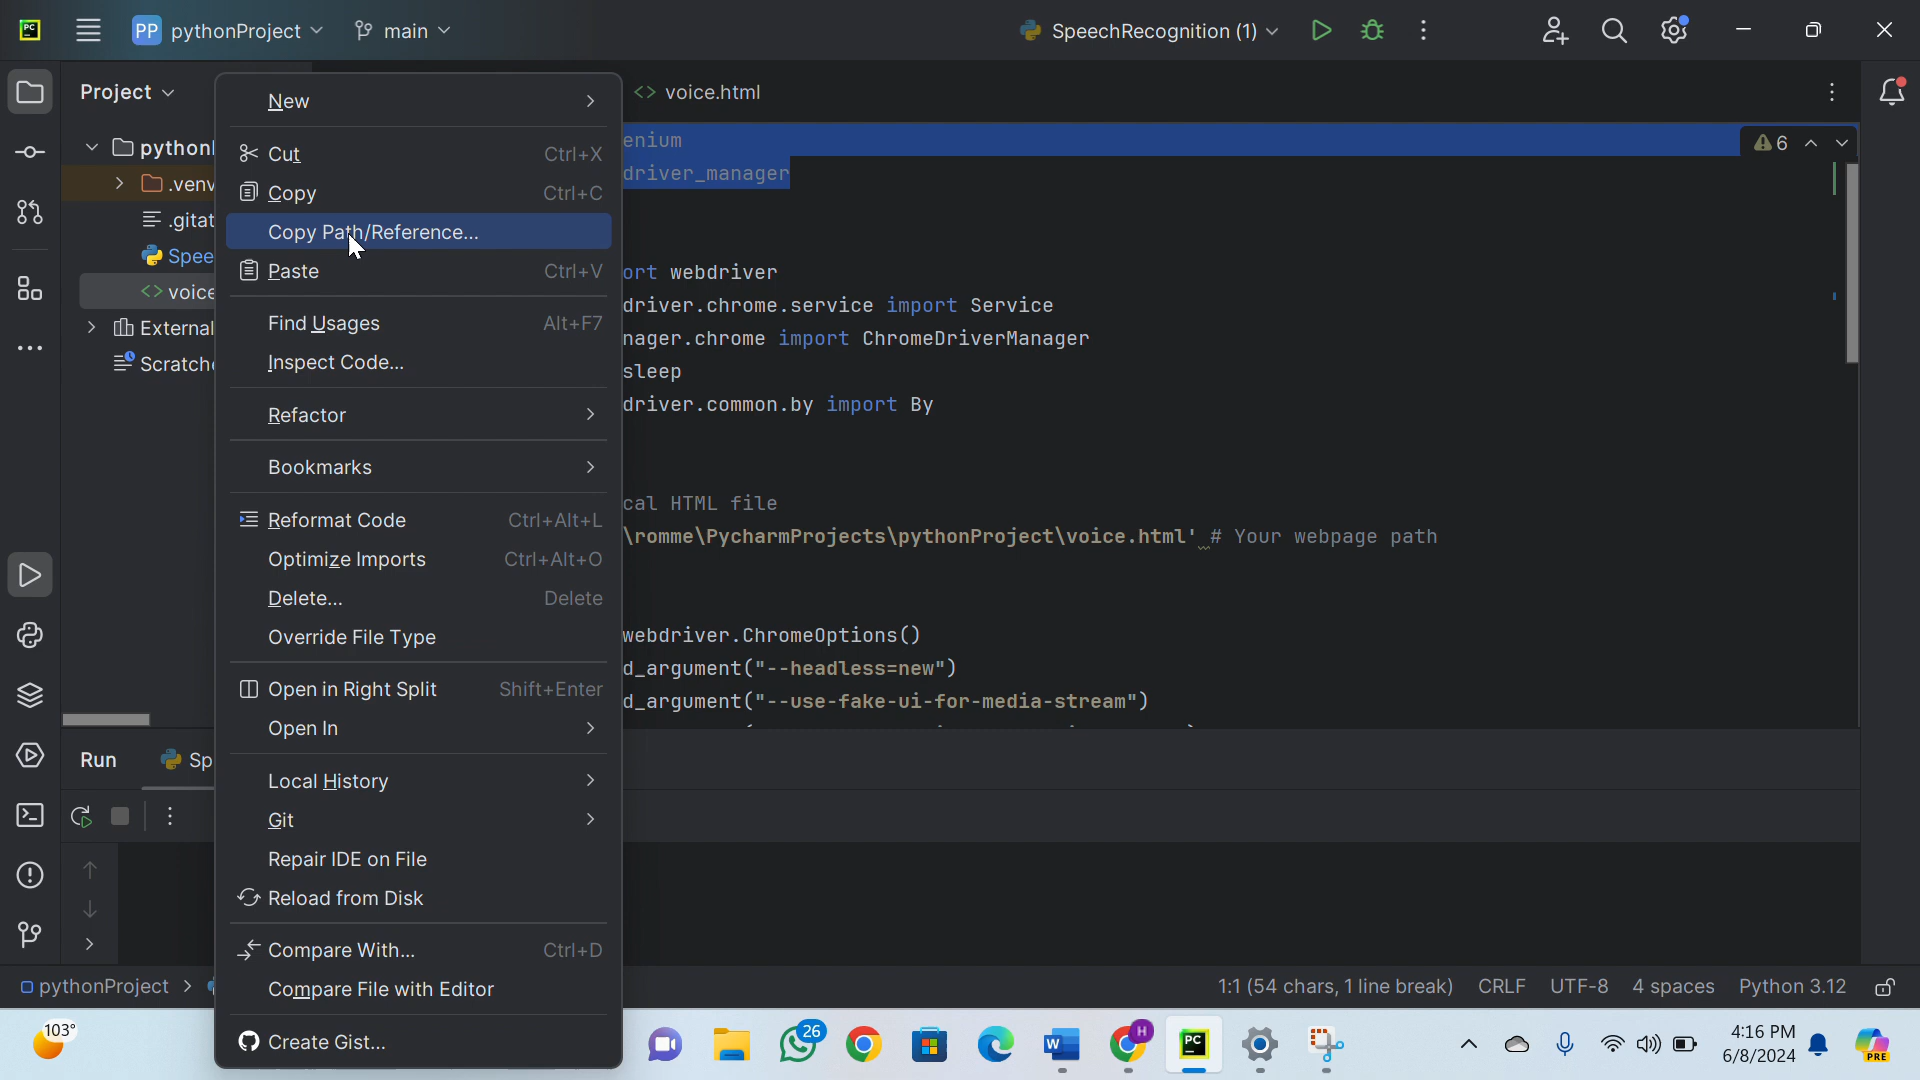 PC PP pythonProject main SpeechRecognition (1)
Project
voice.html
.venv
.gitat
Spee
voice
External
Scratch
New
Cut Ctrl+X
Copy Ctrl+C
Copy Path/Reference...
Paste Ctrl+V
Find Usages Alt+F7
Inspect Code...
Refactor
Bookmarks
Reformat Code Ctrl+Alt+L
Optimize Imports Ctrl+Alt+O
Delete... Delete
Override File Type
Open in Right Split Shift+Enter
Open In
Local History
Git
Repair IDE on File
Reload from Disk
Compare With... Ctrl+D
Compare File with Editor
Create Gist...
enium
driver_manager
6
ort webdriver
driver.chrome.service import Service
nager.chrome import ChromeDriverManager
sleep
driver.common.by import By
cal HTML file
\romme\PycharmProjects\pythonProject\voice.html' # Your webpage path
webdriver.ChromeOptions()
d_argument("--headless=new")
d_argument("--use-fake-ui-for-media-stream")
Run Sp
pythonProject
1:1 (54 chars, 1 line break) CRLF UTF-8 4 spaces Python 3.12
103°
26
H
PC
4:16 PM
6/8/2024
PRE